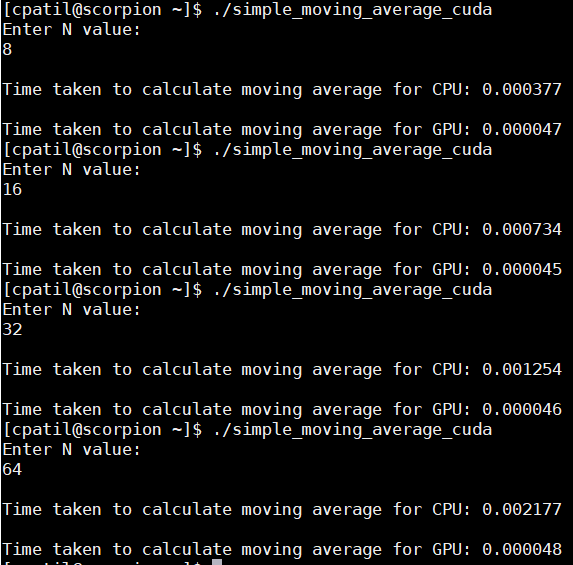 [cpatil@scorpion ~]$ ./simple_moving_average_cuda
Enter N value:
8
Time taken to calculate moving average for CPU: 0.000377
Time taken to calculate moving average for GPU: 0.000047
[cpatil@scorpion ~]$ ./simple_moving_average_cuda
Enter N value:
16
Time taken to calculate moving average for CPU: 0.000734
Time taken to calculate moving average for GPU: 0.000045
[cpatil@scorpion ~]$ ./simple_moving_average_cuda
Enter N value:
32
Time taken to calculate moving average for CPU: 0.001254
Time taken to calculate moving average for GPU: 0.000046
[cpatil@scorpion ~]$ ./simple_moving_average_cuda
Enter N value:
64
Time taken to calculate moving average for CPU: 0.002177
Time taken to calculate moving average for GPU: 0.000048
[cpatil@scorpion ~]$